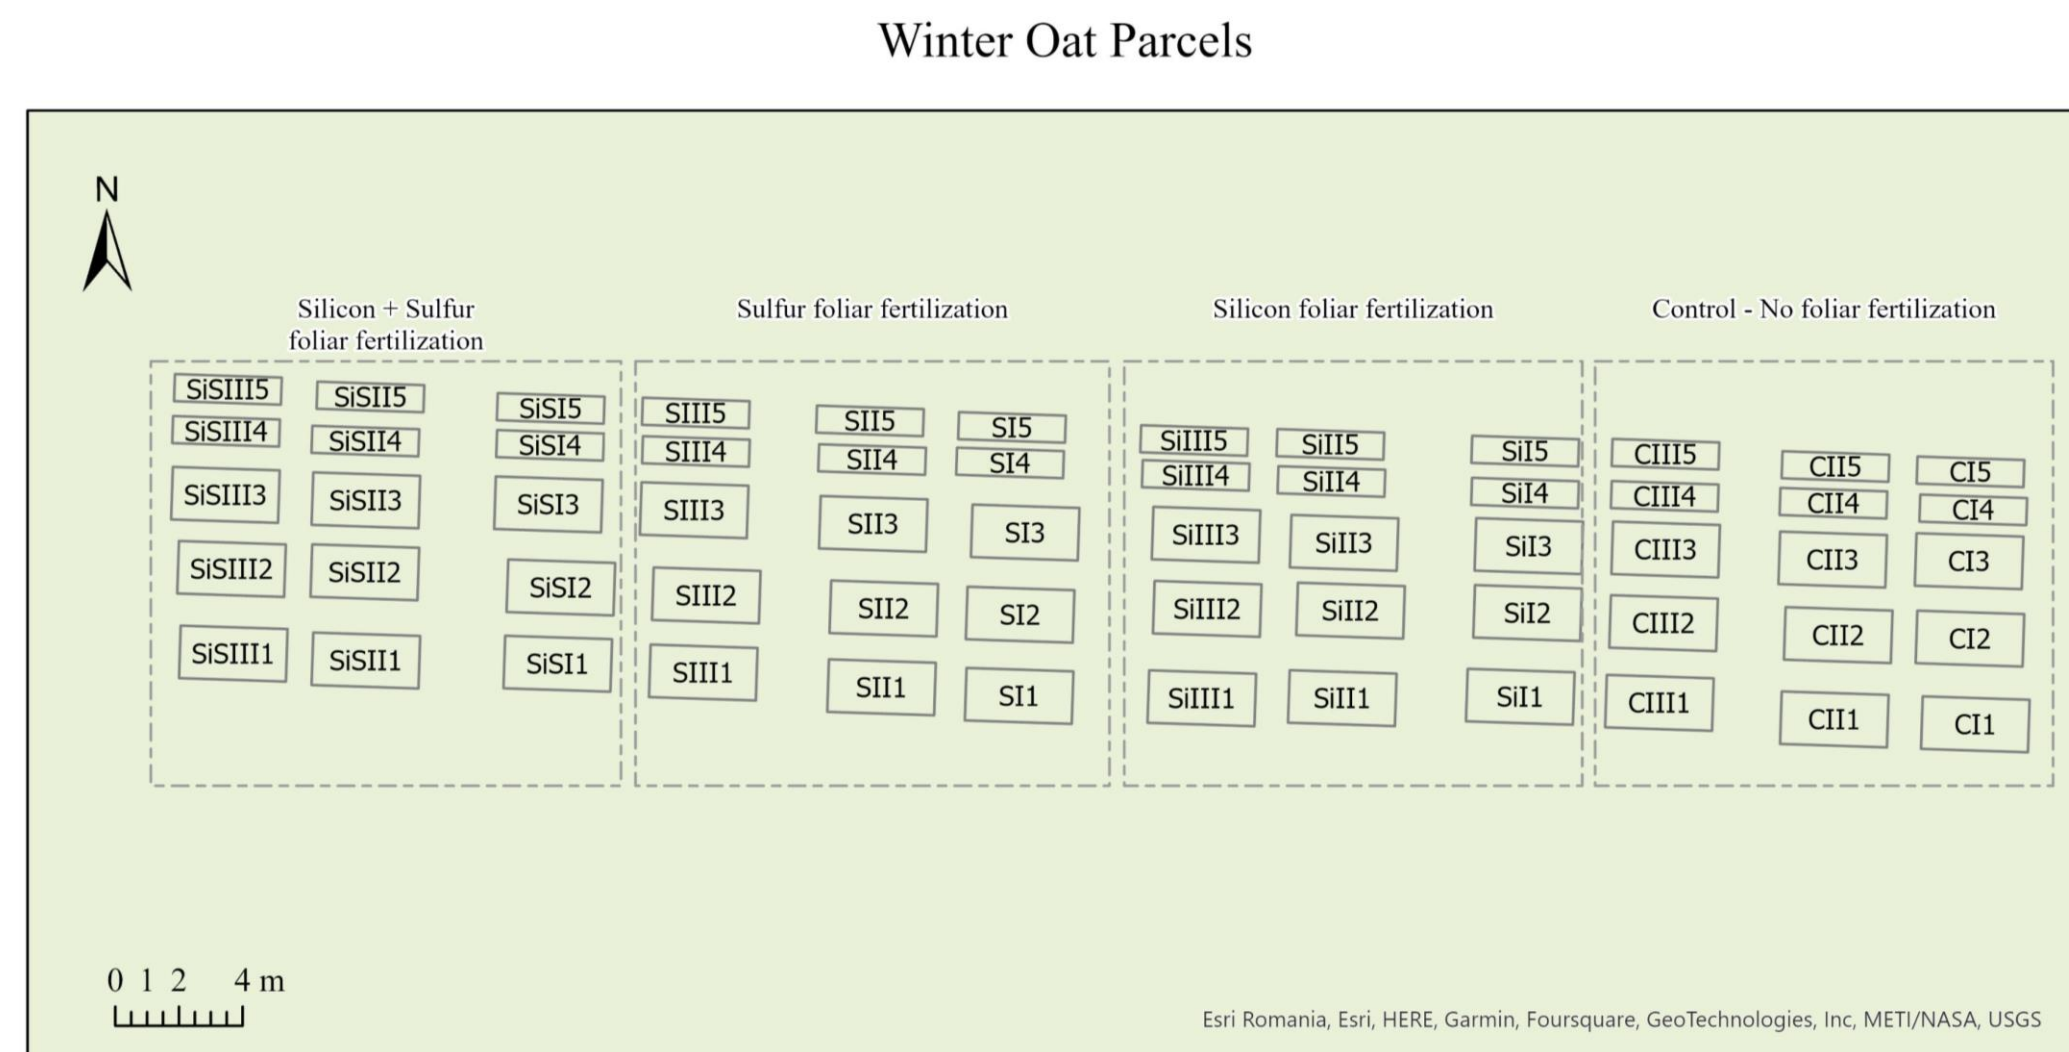 Winter Oat Parcels
N
Silicon + Sulfur
foliar fertilization
Sulfur foliar fertilization
Silicon foliar fertilization
Control - No foliar fertilization
SiSIII5 SiSII5 SiSI5
SiSIII4 SiSII4 SiSI4
SiSIII3 SiSII3 SiSI3
SiSIII2 SiSII2 SiSI2
SiSIII1 SiSII1 SiSI1
SIII5 SII5 SI5
SIII4 SII4 SI4
SIII3 SII3 SI3
SIII2 SII2 SI2
SIII1 SII1 SI1
SiIII5 SiII5 SiI5
SiIII4 SiII4 SiI4
SiIII3 SiII3 SiI3
SiIII2 SiII2 SiI2
SiIII1 SiII1 SiI1
CIII5 CII5 CI5
CIII4 CII4 CI4
CIII3 CII3 CI3
CIII2 CII2 CI2
CIII1 CII1 CI1
0 1 2 4 m
Esri Romania, Esri, HERE, Garmin, Foursquare, GeoTechnologies, Inc, METI/NASA, USGS